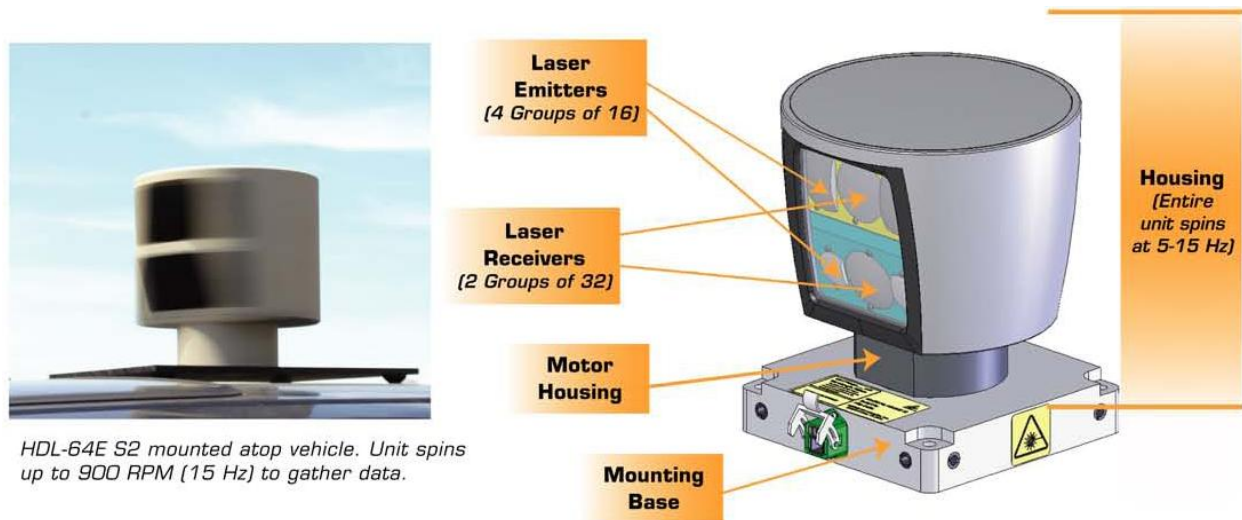 Laser
Emitters
(4 Groups of 16)
Laser
Receivers
(2 Groups of 32)
Motor
Housing
Mounting
Base
Housing
(Entire
unit spins
at 5-15 Hz)
HDL-64E S2 mounted atop vehicle. Unit spins
up to 900 RPM (15 Hz) to gather data.